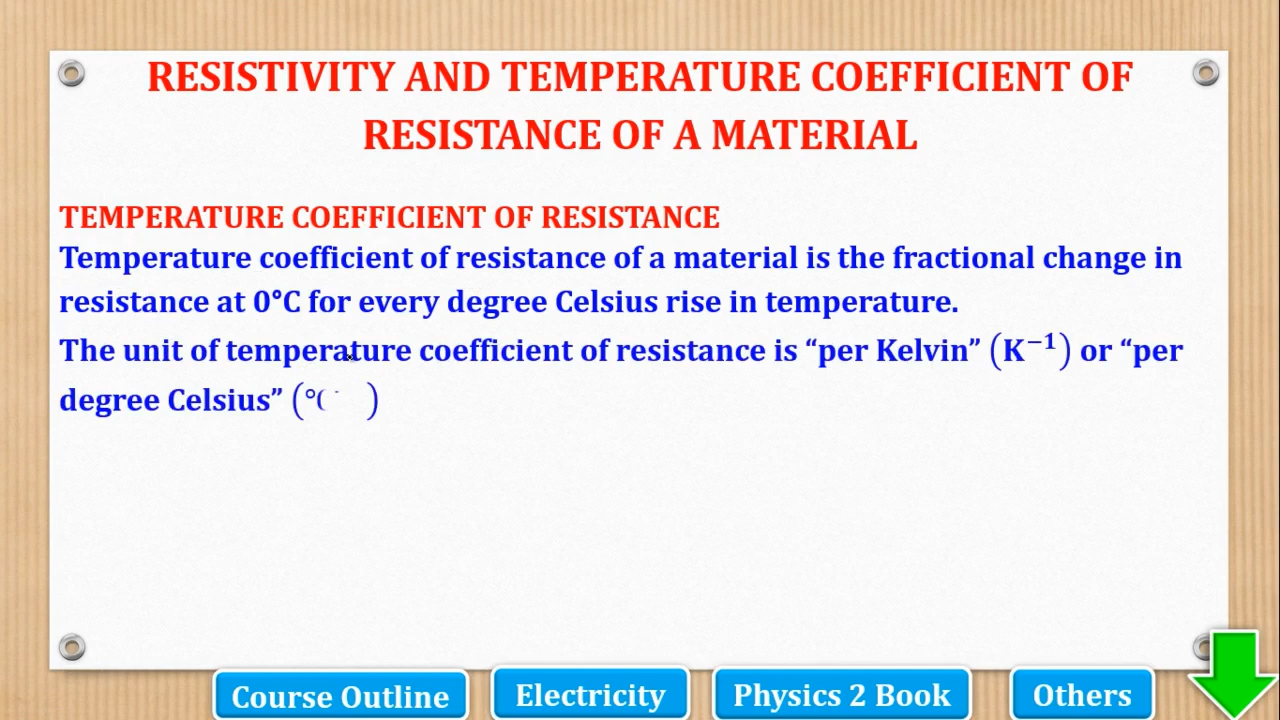 RESISTIVITY AND TEMPERATURE COEFFICIENT OF
RESISTANCE OF A MATERIAL
TEMPERATURE COEFFICIENT OF RESISTANCE
Temperature coefficient of resistance of a material is the fractional change in
resistance at 0°C for every degree Celsius rise in temperature.
The unit of temperature coefficient of resistance is “per Kelvin” (K⁻¹) or “per
degree Celsius”
Course Outline
Electricity
Physics 2 Book
Others